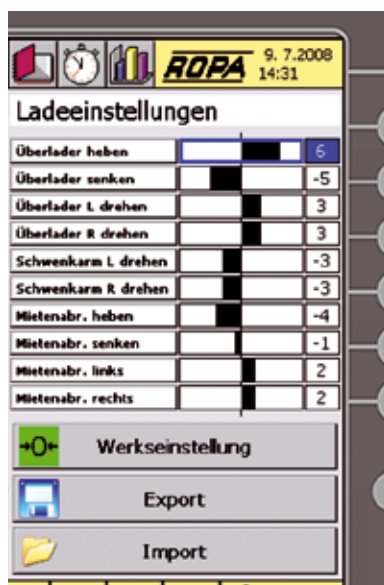 ROPA 9. 7.2008
14:31
Ladeeinstellungen
Überlader heben 6
Überlader senken -5
Überlader L drehen 3
Überlader R drehen 3
Schwenkarm L drehen -3
Schwenkarm R drehen -3
Mietenabr. heben -4
Mietenabr. senken -1
Mietenabr. links 2
Mietenabr. rechts 2
→0← Werkseinstellung
Export
Import